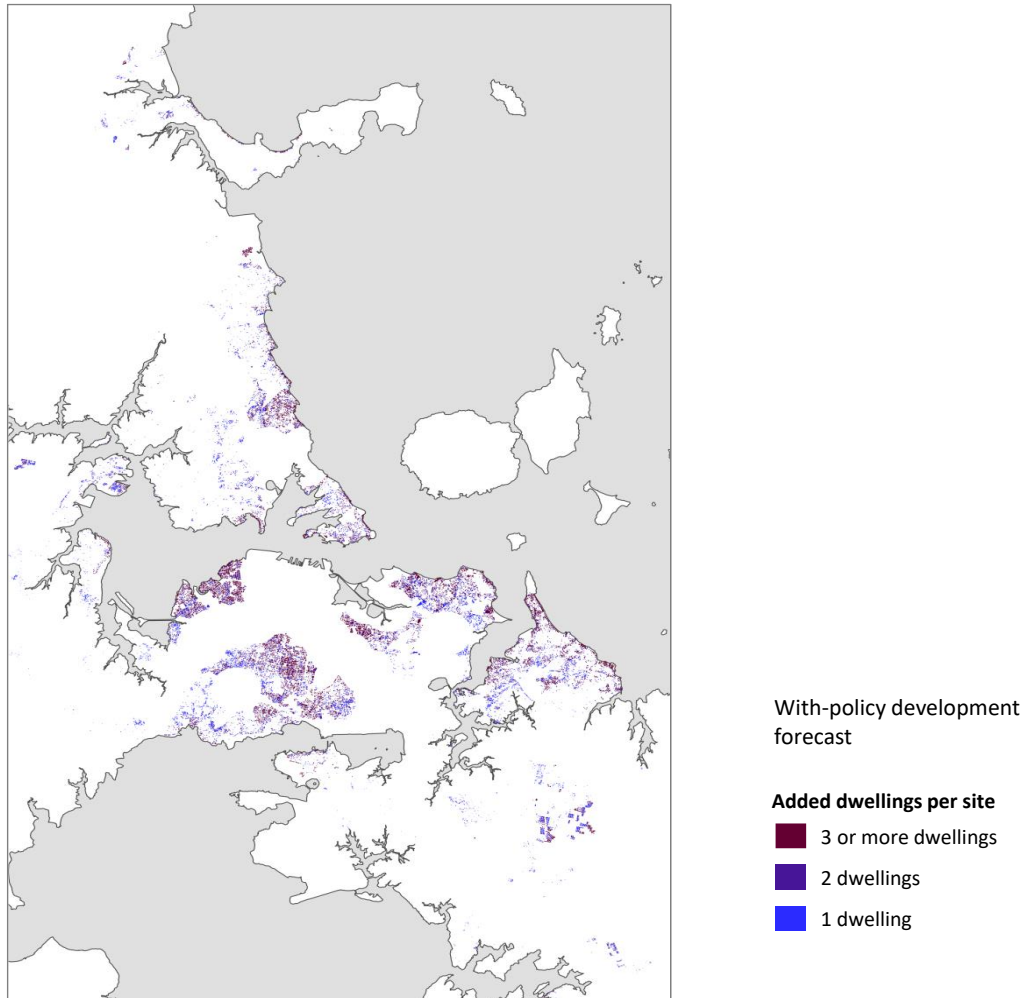 With-policy development
forecast
Added dwellings per site
3 or more dwellings
2 dwellings
1 dwelling